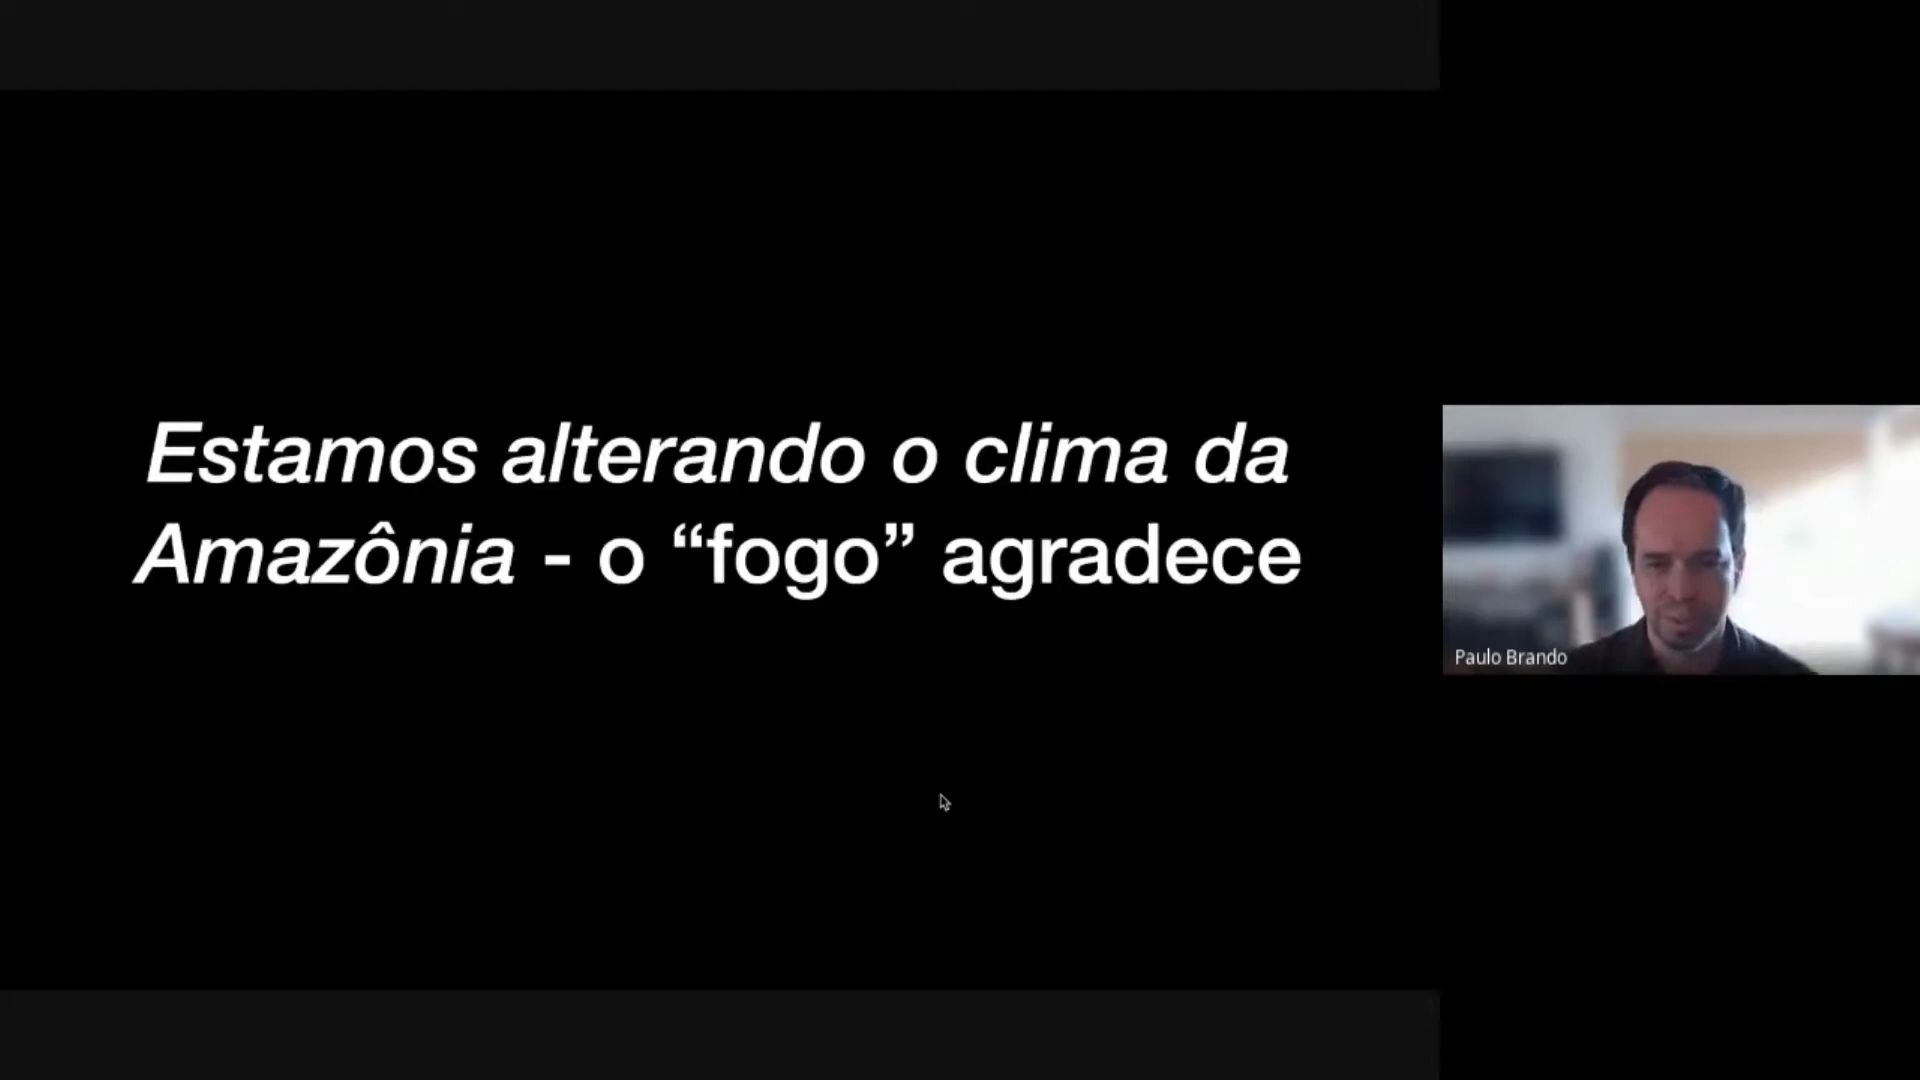 Estamos alterando o clima da
Amazônia - o “fogo” agradece
Paulo Brando